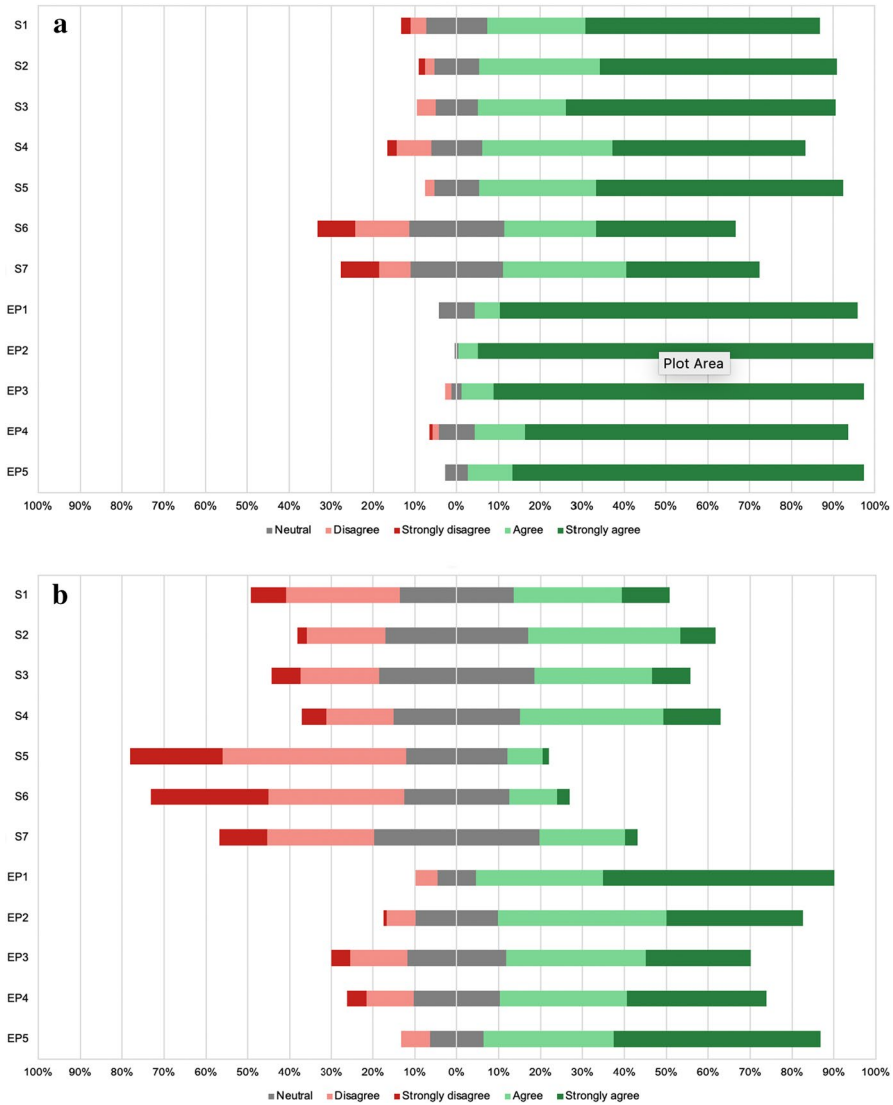 a
S1
S2
S3
S4
S5
S6
S7
EP1
EP2
Plot Area
EP3
EP4
EP5
100% 90% 80% 70% 60% 50% 40% 30% 20% 10% 0% 10% 20% 30% 40% 50% 60% 70% 80% 90% 100%
Neutral Disagree Strongly disagree Agree Strongly agree
b
S1
S2
S3
S4
S5
S6
S7
EP1
EP2
EP3
EP4
EP5
100% 90% 80% 70% 60% 50% 40% 30% 20% 10% 0% 10% 20% 30% 40% 50% 60% 70% 80% 90% 100%
Neutral Disagree Strongly disagree Agree Strongly agree